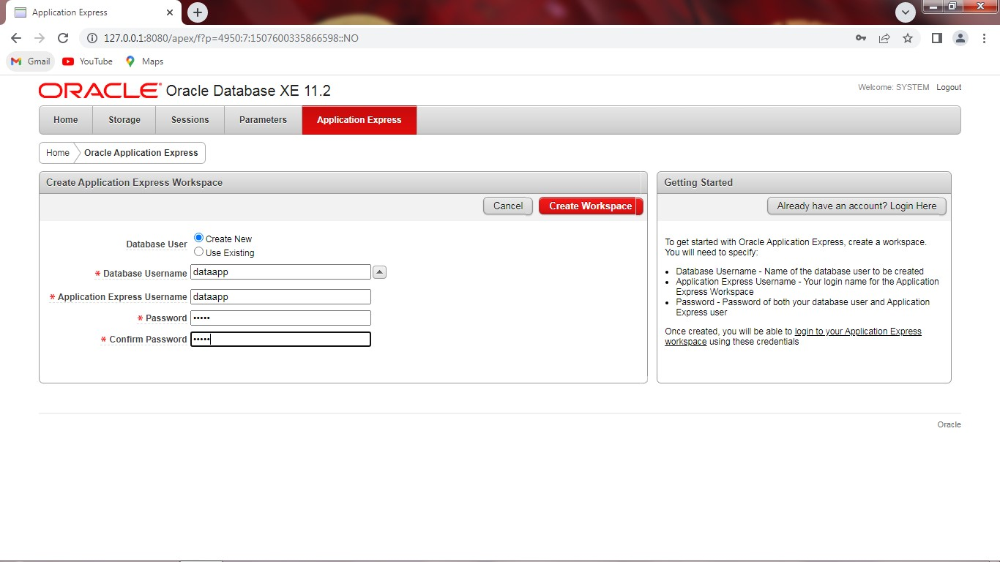 Application Express
127.0.0.1:8080/apex/f?p=4950:7:1507600335866598::NO
Gmail YouTube Maps
ORACLE Oracle Database XE 11.2
Welcome: SYSTEM Logout
Home Storage Sessions Parameters Application Express
Home Oracle Application Express
Create Application Express Workspace
Cancel Create Workspace
Database User
Create New
Use Existing
* Database Username dataapp
* Application Express Username dataapp
* Password •••••
* Confirm Password •••••
Getting Started
Already have an account? Login Here
To get started with Oracle Application Express, create a workspace.
You will need to specify:
• Database Username - Name of the database user to be created
• Application Express Username - Your login name for the Application
Express Workspace
• Password - Password of both your database user and Application
Express user
Once created, you will be able to login to your Application Express
workspace using these credentials
Oracle